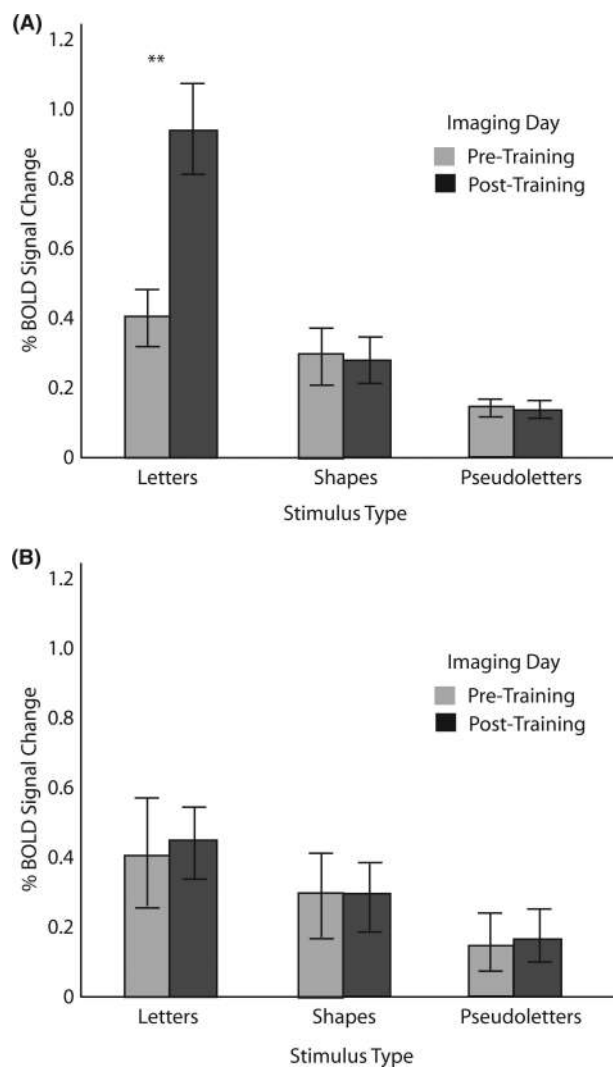 (A)
1.2
**
1.0
Imaging Day
Pre-Training
0.8
Post-Training
% BOLD Signal Change
0.6
0.4
0.2
0
Letters Shapes Pseudoletters
Stimulus Type
(B)
1.2
1.0
Imaging Day
Pre-Training
0.8
Post-Training
% BOLD Signal Change
0.6
0.4
0.2
0
Letters Shapes Pseudoletters
Stimulus Type